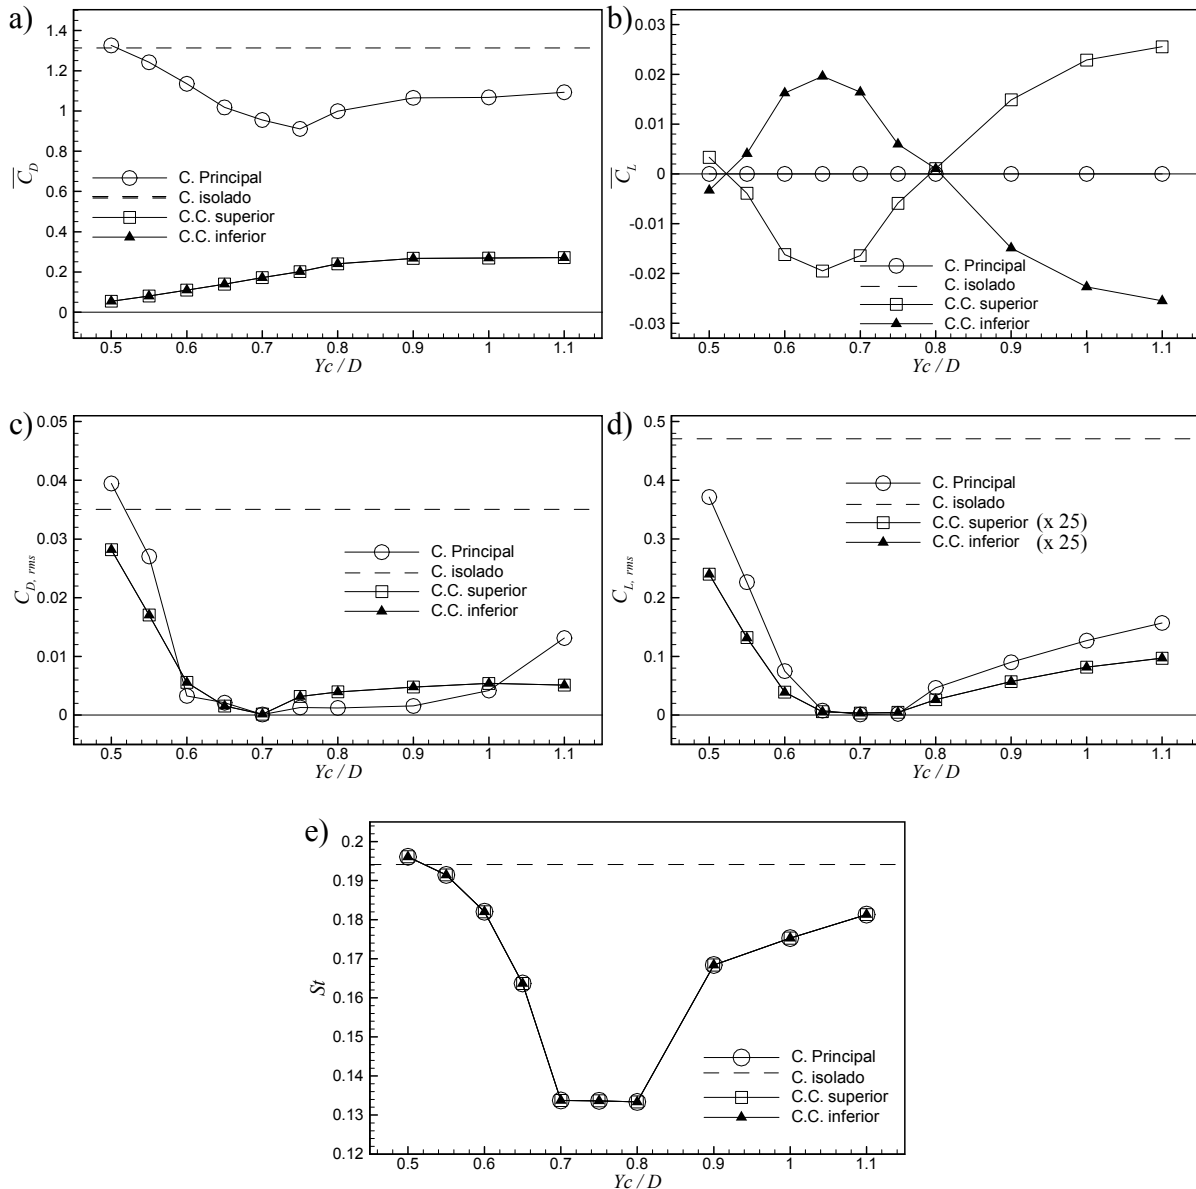 a)
1.4
1.2
1
0.8
0.6
0.4
0.2
0
C_D
C. Principal
C. isolado
C.C. superior
C.C. inferior
0.5 0.6 0.7 0.8 0.9 1 1.1
Yc / D
b)
0.03
0.02
0.01
0
-0.01
-0.02
-0.03
C_L
C. Principal
C. isolado
C.C. superior
C.C. inferior
0.5 0.6 0.7 0.8 0.9 1 1.1
Yc / D
c)
0.05
0.04
0.03
0.02
0.01
0
C_D, rms
C. Principal
C. isolado
C.C. superior
C.C. inferior
0.5 0.6 0.7 0.8 0.9 1 1.1
Yc / D
d)
0.5
0.4
0.3
0.2
0.1
0
C_L, rms
C. Principal
C. isolado
C.C. superior (x 25)
C.C. inferior (x 25)
0.5 0.6 0.7 0.8 0.9 1 1.1
Yc / D
e)
0.2
0.19
0.18
0.17
0.16
0.15
0.14
0.13
0.12
St
C. Principal
C. isolado
C.C. superior
C.C. inferior
0.5 0.6 0.7 0.8 0.9 1 1.1
Yc / D